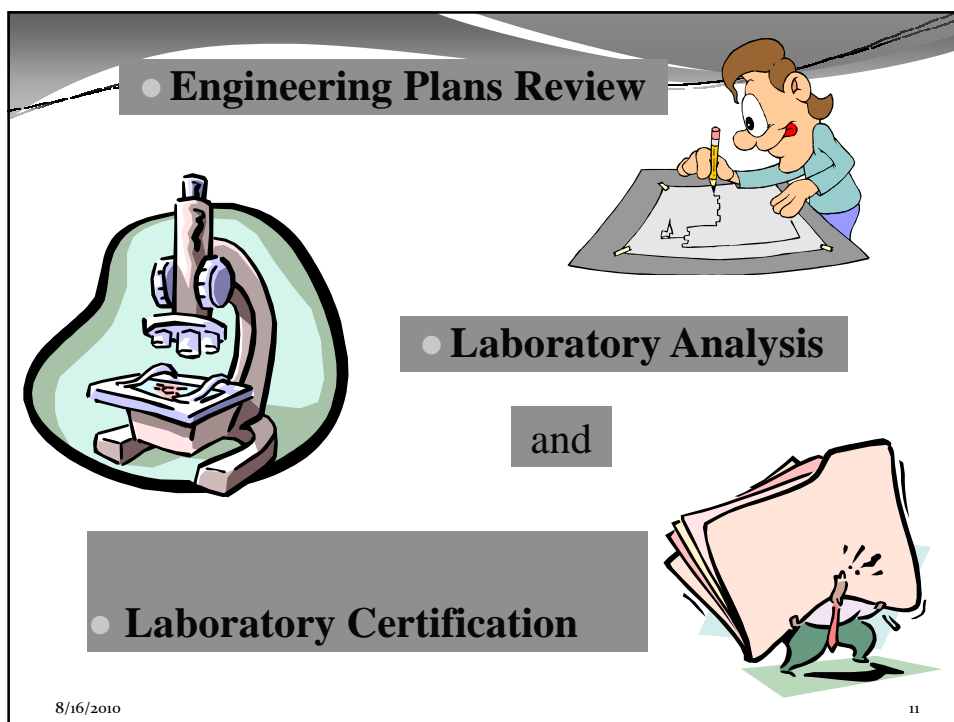 ● Engineering Plans Review
● Laboratory Analysis
and
● Laboratory Certification
8/16/2010
11